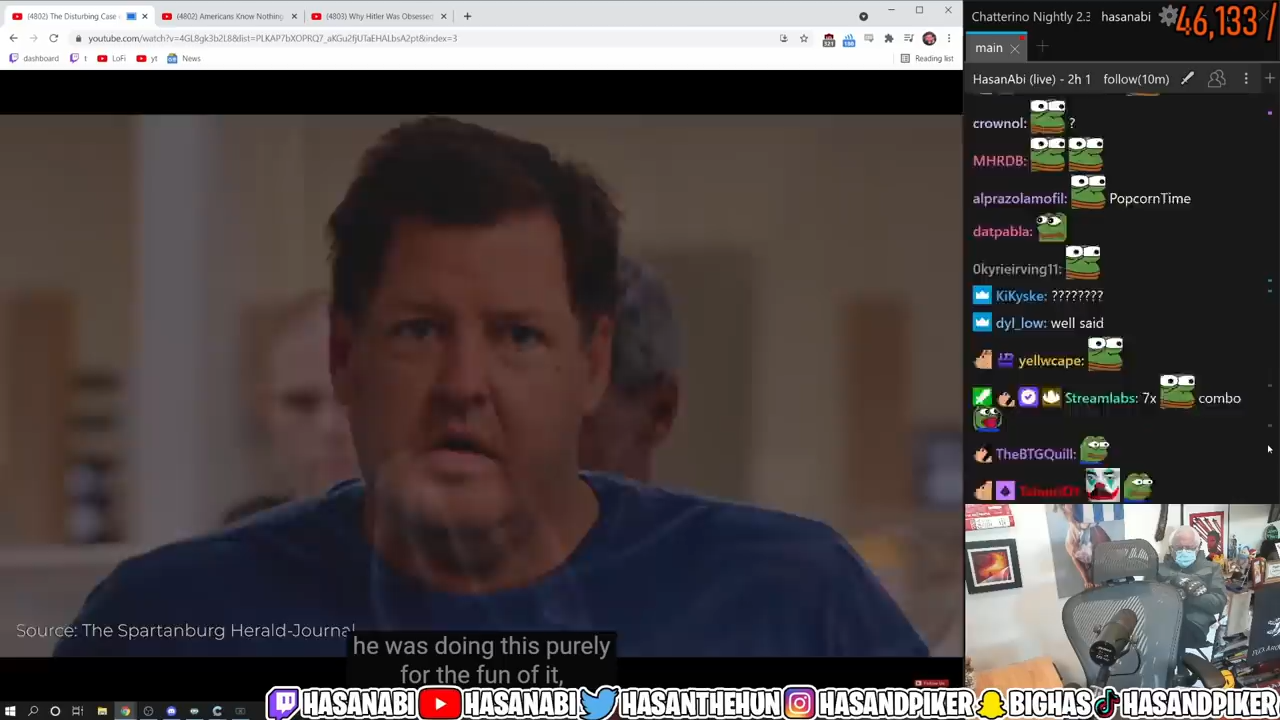 (4802) The Disturbing Case
(4802) Americans Know Nothing
(4803) Why Hitler Was Obsessed
youtube.com/watch?v=4GL8gk3b2L8&list=PLKAP7bXOPRQ7_aKGu2fjUTaEHALbsA2pt&index=3
dashboard
t
LoFi
yt
News
Reading list
Source: The Spartanburg Herald-Journal
he was doing this purely
for the fun of it,
Follow Us
Chatterino Nightly 2.3
hasanabi
46,133 /
main
HasanAbi (live) - 2h 1
follow(10m)
crownol: ?
MHRDB:
alprazolamofil: PopcornTime
datpabla:
0kyrieirving11:
KiKyske: ????????
dyl_low: well said
yellwcape:
Streamlabs: 7x combo
TheBTGQuill:
HASANABI HASANABI HASANTHEHUN HASANDPIKER BIGHAS HASANDPIKER